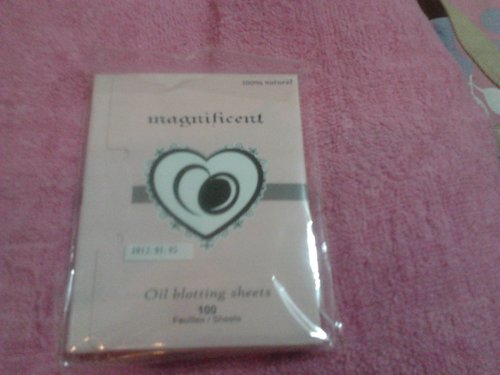 100% natural
magnificent
Oil blotting sheets
100
Feuilles / Sheets